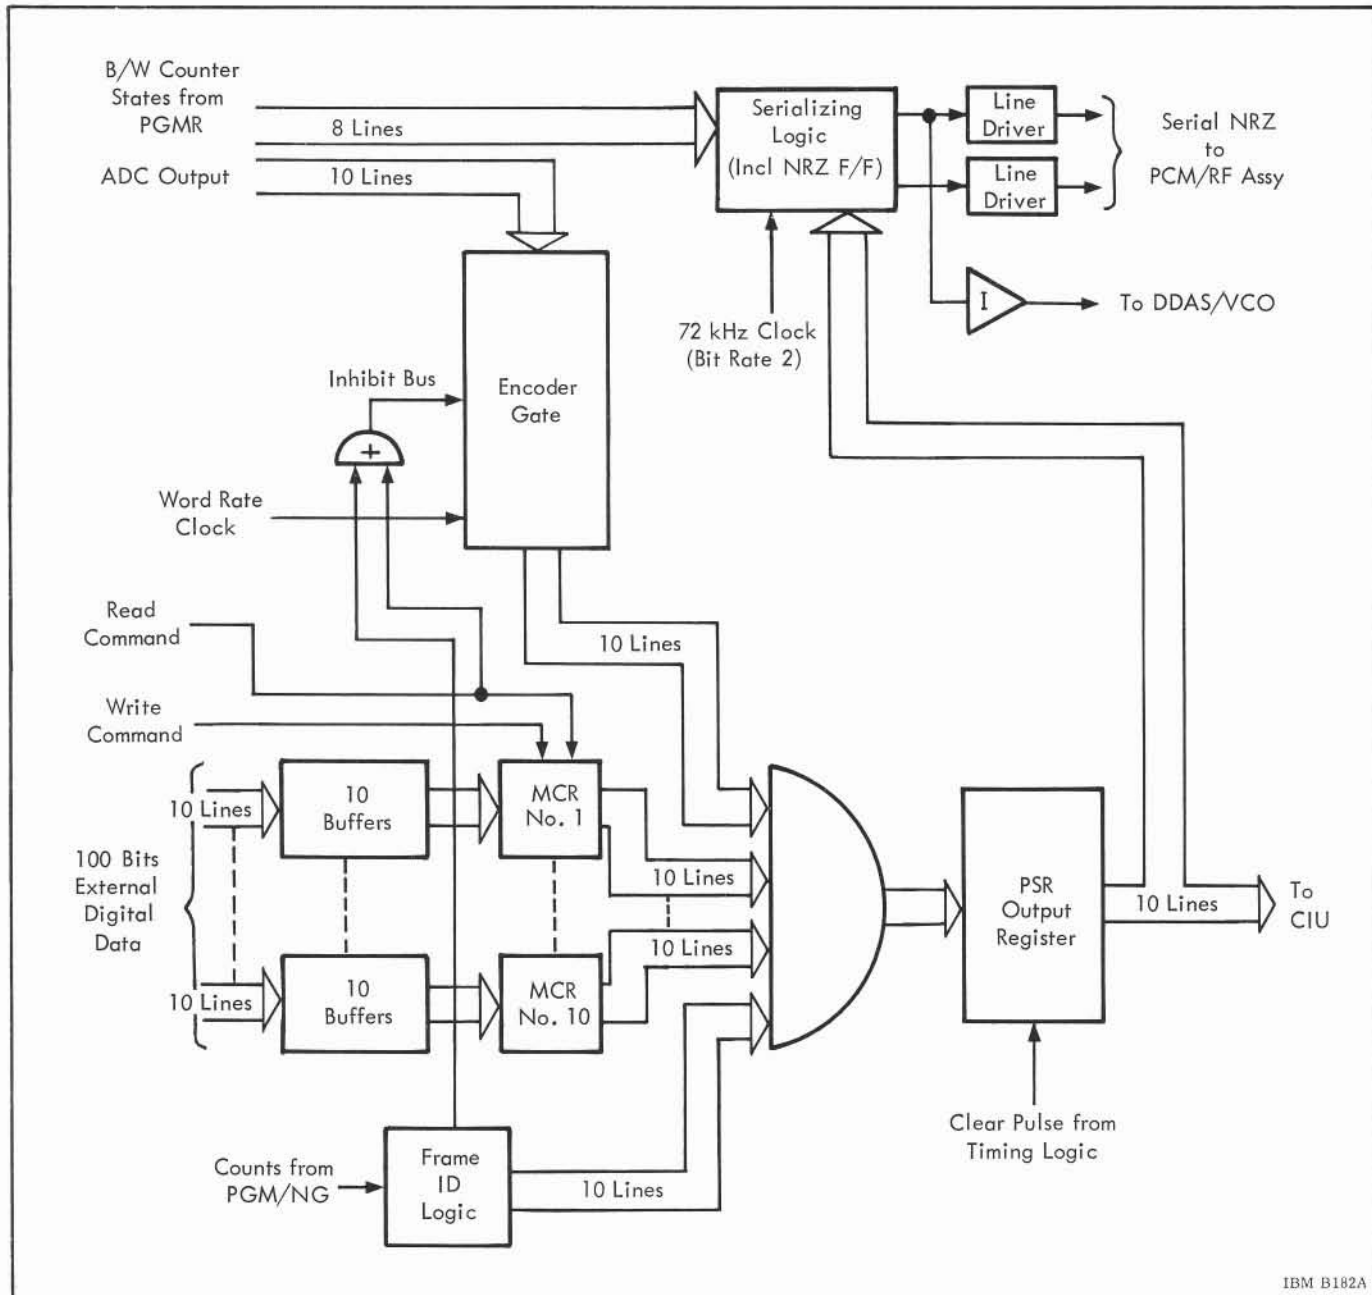 B/W Counter
States from
PGMR
8 Lines
ADC Output
10 Lines
Serializing
Logic
(Incl NRZ F/F)
Line
Driver
Line
Driver
Serial NRZ
to
PCM/RF Assy
I
To DDAS/VCO
72 kHz Clock
(Bit Rate 2)
Inhibit Bus
+
Encoder
Gate
Word Rate
Clock
Read
Command
10 Lines
Write
Command
10 Lines
10
Buffers
MCR
No. 1
10 Lines
100 Bits
External
Digital
Data
10 Lines
10 Lines
10
Buffers
MCR
No. 10
PSR
Output
Register
10 Lines
To
CIU
Clear Pulse from
Timing Logic
Counts from
PGM/NG
Frame
ID
Logic
10 Lines
IBM B182A